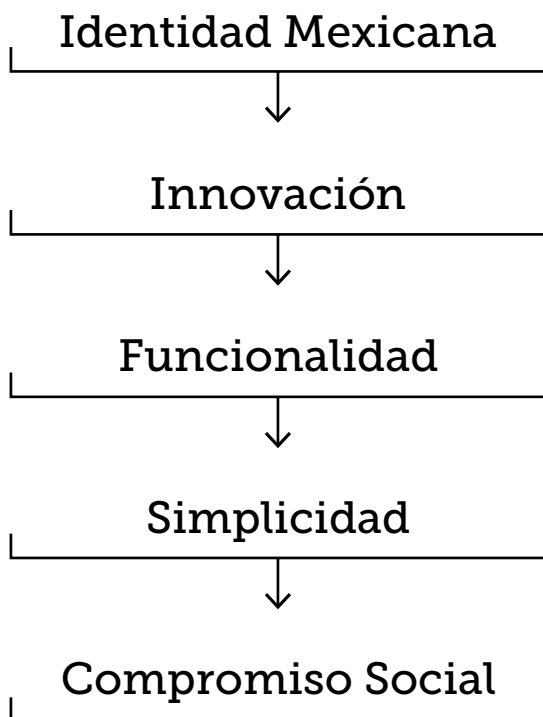 Identidad Mexicana
Innovación
Funcionalidad
Simplicidad
Compromiso Social